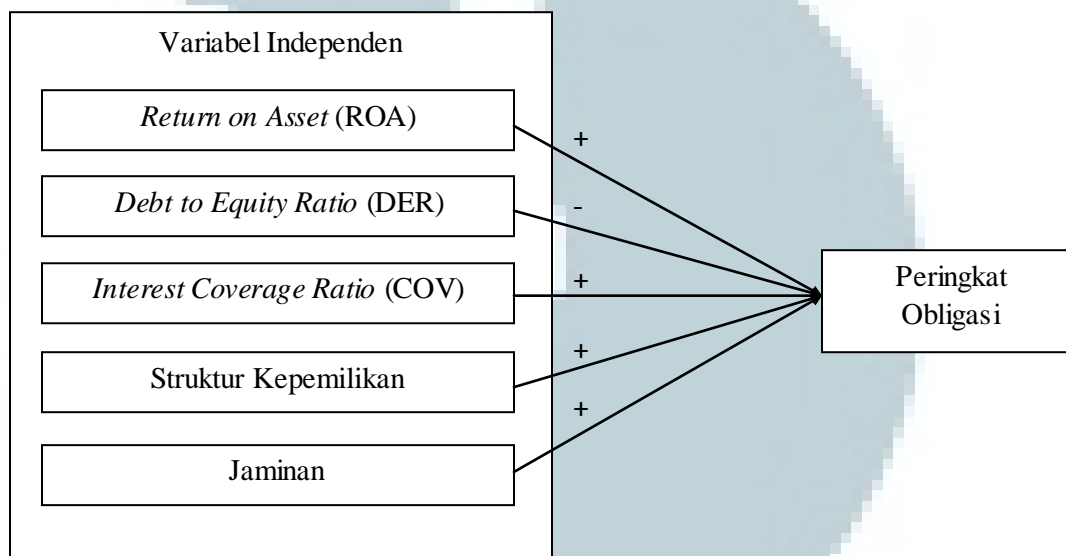 Variabel Independen
Return on Asset (ROA)
+
Debt to Equity Ratio (DER)
-
Interest Coverage Ratio (COV)
+
Peringkat
Obligasi
Struktur Kepemilikan
+
Jaminan
+